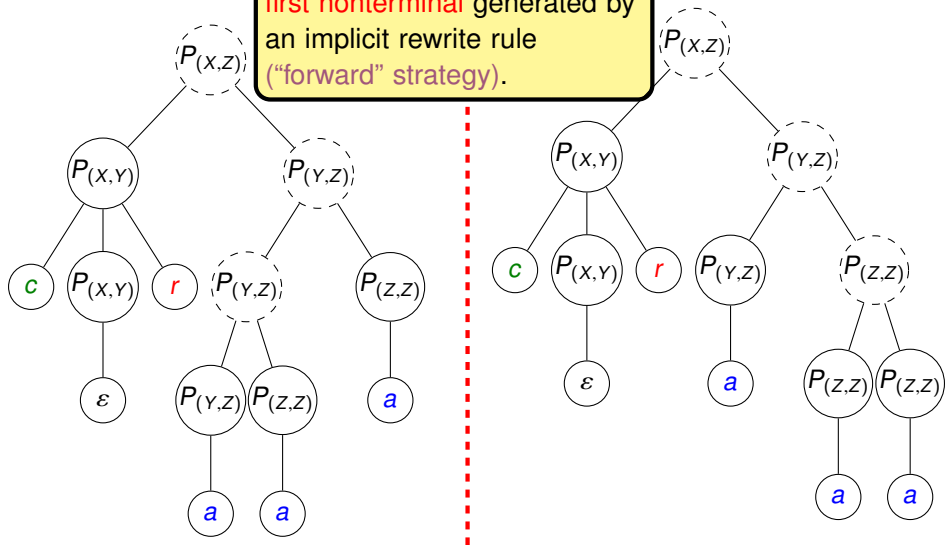 first nonterminal generated by
an implicit rewrite rule
("forward" strategy).
P(X,Z)
P(X,Y) P(Y,Z)
c P(X,Y) r P(Y,Z) P(Z,Z)
ε P(Y,Z) P(Z,Z) a
a a
P(X,Z)
P(X,Y) P(Y,Z)
c P(X,Y) r P(Y,Z) P(Z,Z)
ε a P(Z,Z) P(Z,Z)
a a